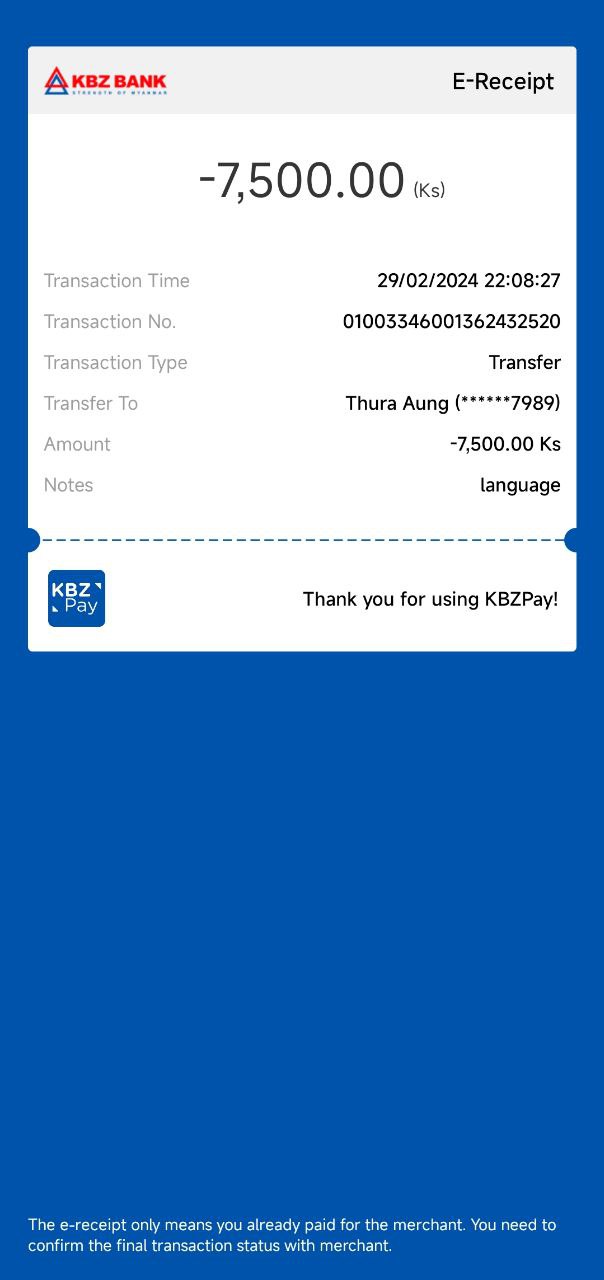 KBZ BANK
STRENGTH OF MYANMAR
E-Receipt
-7,500.00 (Ks)
Transaction Time 29/02/2024 22:08:27
Transaction No. 01003346001362432520
Transaction Type Transfer
Transfer To Thura Aung (******7989)
Amount -7,500.00 Ks
Notes language
KBZ
Pay
Thank you for using KBZPay!
The e-receipt only means you already paid for the merchant. You need to
confirm the final transaction status with merchant.